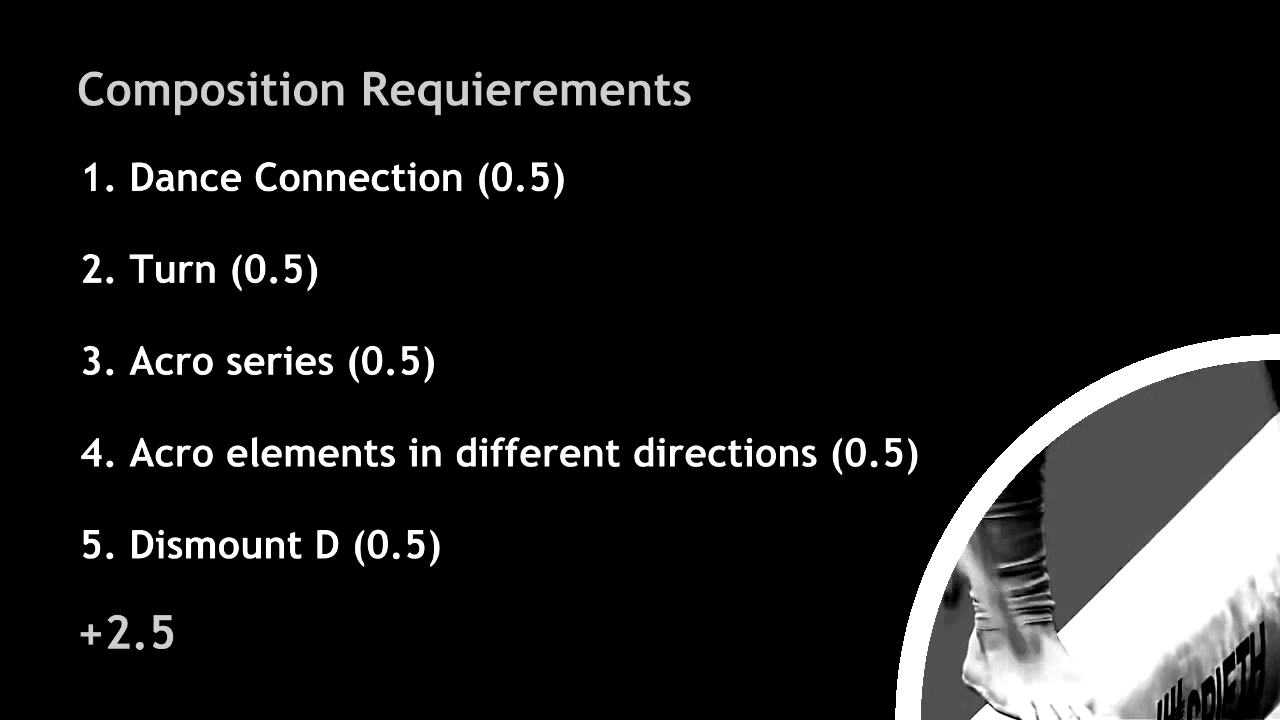 Composition Requierements
1. Dance Connection (0.5)
2. Turn (0.5)
3. Acro series (0.5)
4. Acro elements in different directions (0.5)
5. Dismount D (0.5)
+2.5